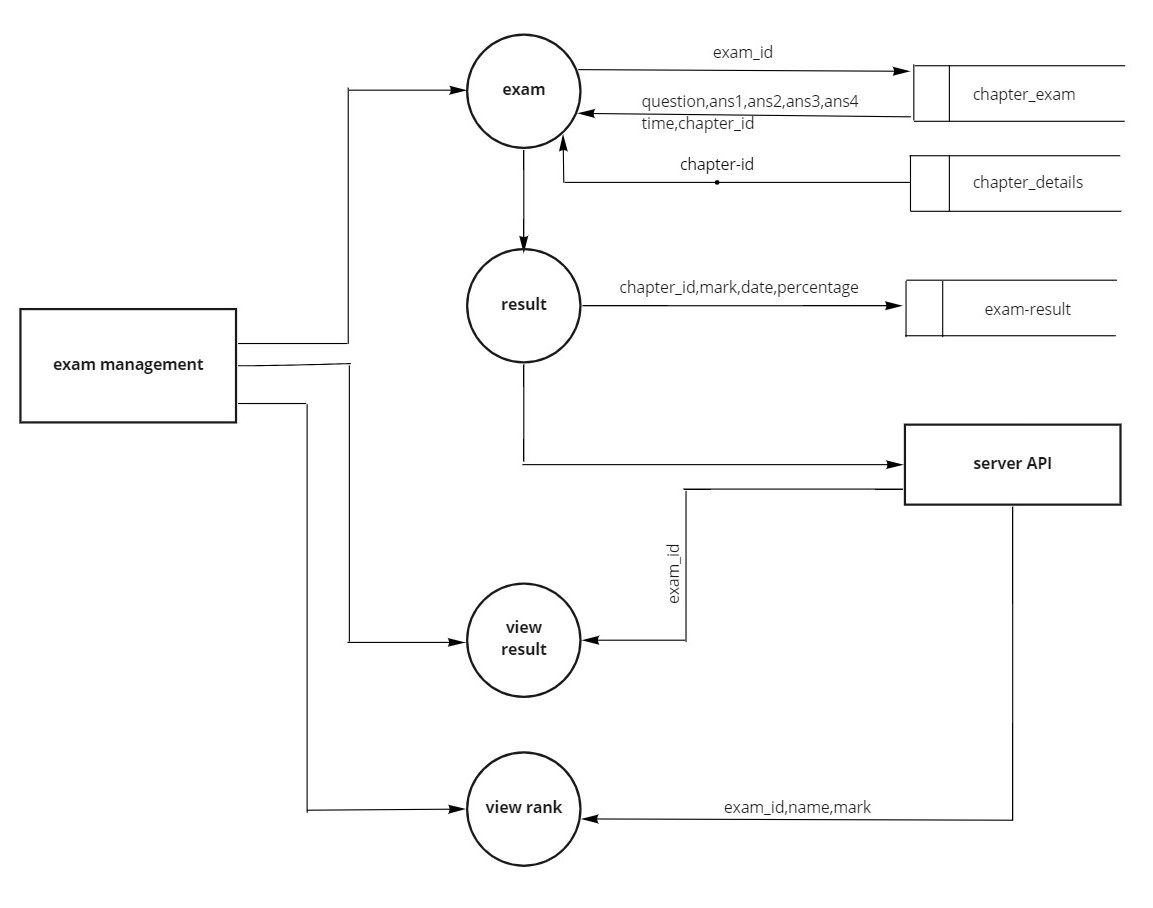 exam_id
exam
chapter_exam
question,ans1,ans2,ans3,ans4
time,chapter_id
chapter-id
chapter_details
chapter_id,mark,date,percentage
result
exam-result
exam management
server API
exam_id
view
result
view rank
exam_id,name,mark